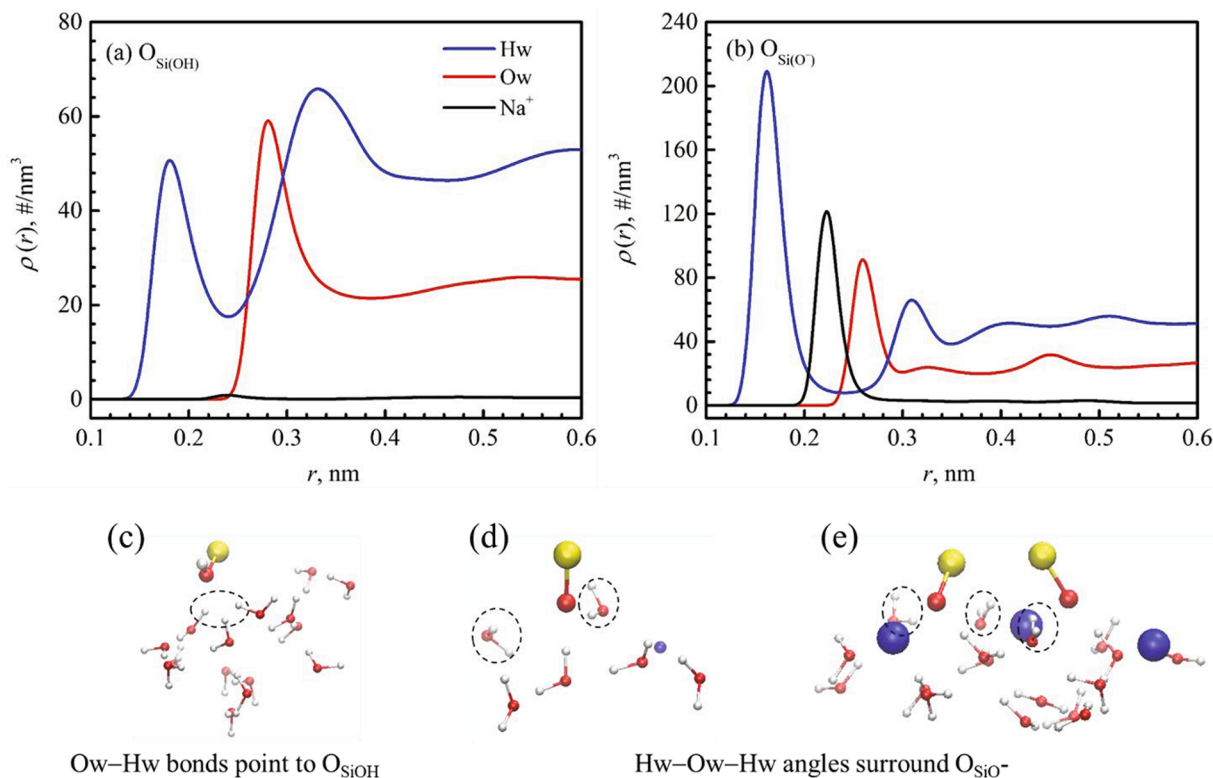 (a) O_Si(OH)
Hw
Ow
Na⁺
80
60
40
20
0
ρ(r), #/nm³
0.1 0.2 0.3 0.4 0.5 0.6
r, nm
(b) O_Si(O⁻)
240
200
160
120
80
40
0
ρ(r), #/nm³
0.1 0.2 0.3 0.4 0.5 0.6
r, nm
(c)
(d)
(e)
Ow–Hw bonds point to O_SiOH
Hw–Ow–Hw angles surround O_SiO-